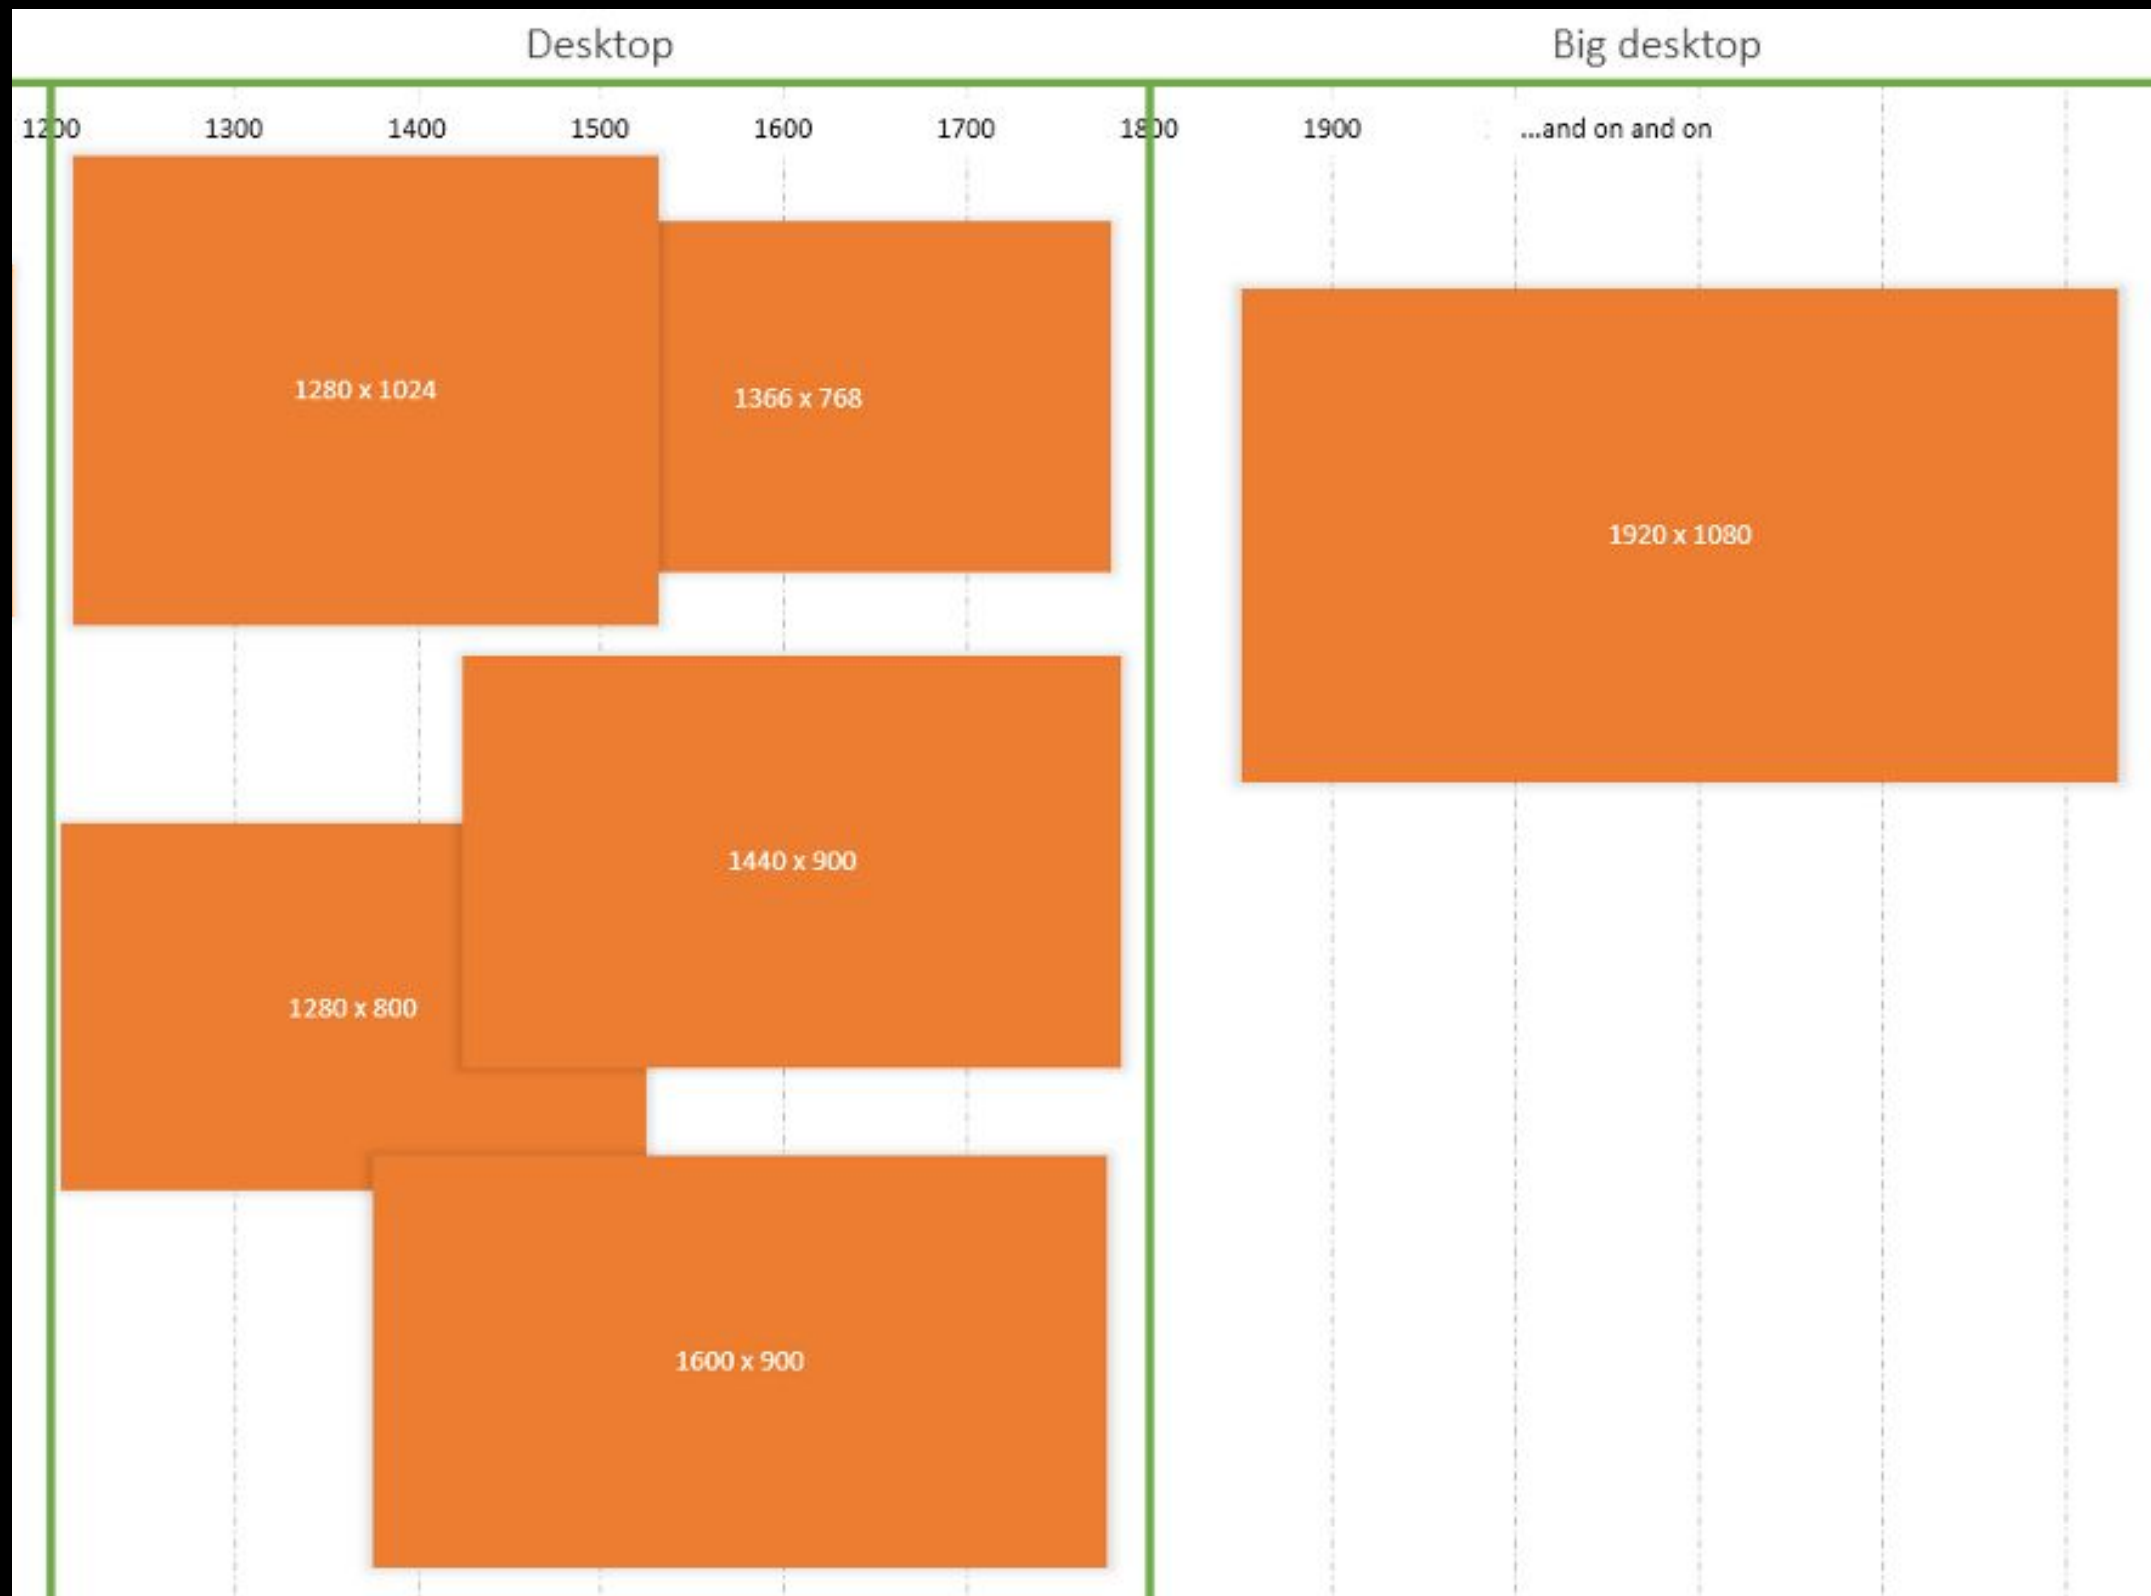 Desktop
Big desktop
1200 1300 1400 1500 1600 1700 1800 1900 ...and on and on
1280 x 1024
1366 x 768
1920 x 1080
1440 x 900
1280 x 800
1600 x 900